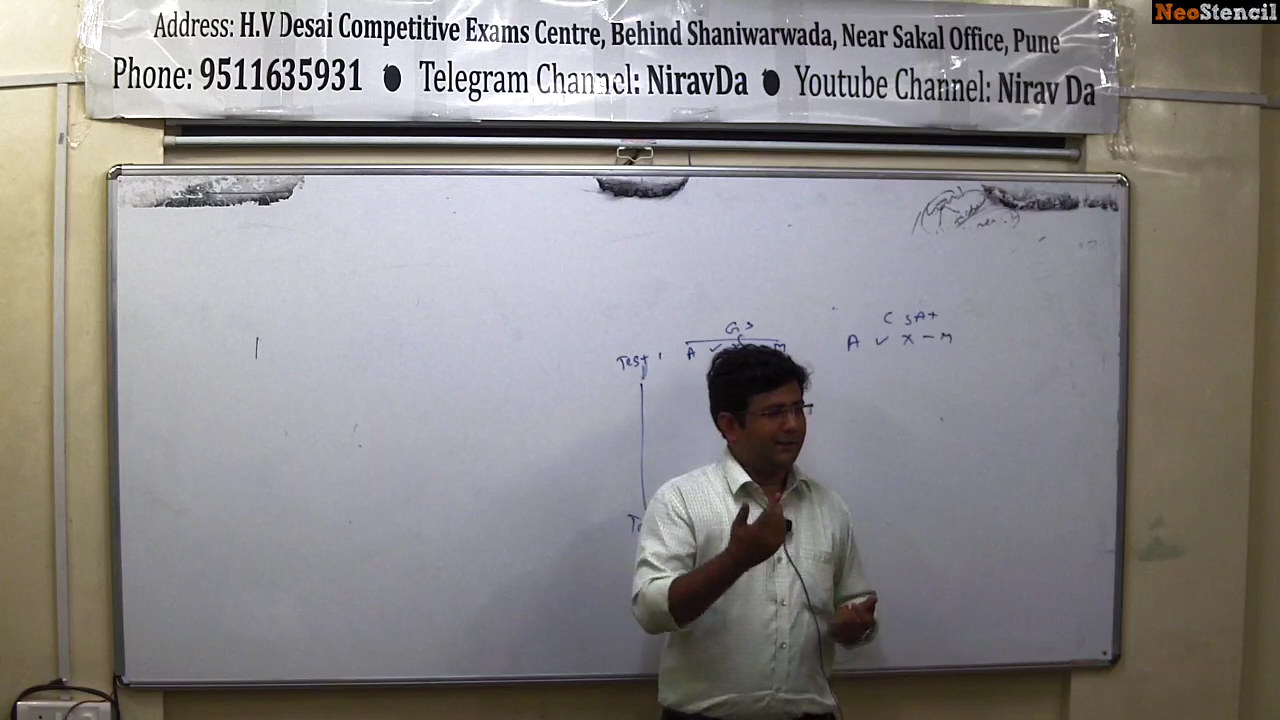 NeoStencil
Address: H.V Desai Competitive Exams Centre, Behind Shaniwarwada, Near Sakal Office, Pune
Phone: 9511635931 ● Telegram Channel: NiravDa ● Youtube Channel: Nirav Da
GS
CSAT
Test 1
A ✓ x - M
A ✓ x - M